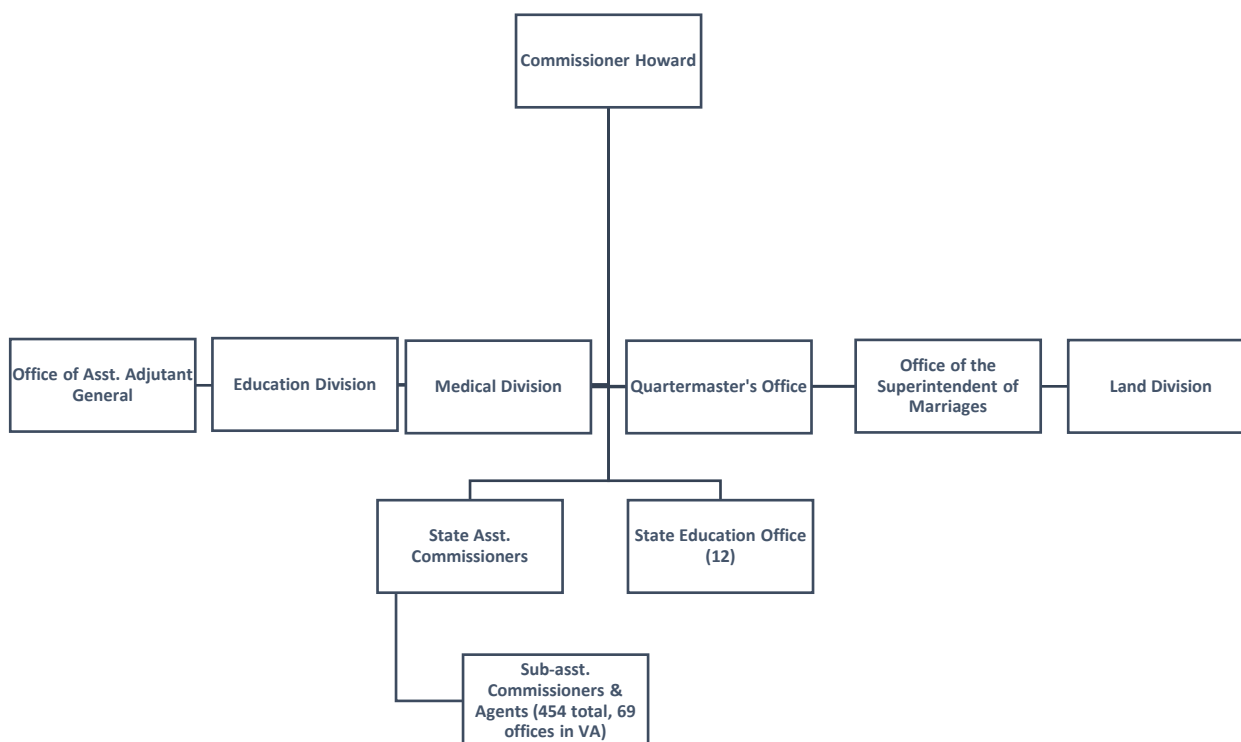 Commissioner Howard
Office of Asst. Adjutant
General
Education Division
Medical Division
Quartermaster's Office
Office of the
Superintendent of
Marriages
Land Division
State Asst.
Commissioners
State Education Office
(12)
Sub-asst.
Commissioners &
Agents (454 total, 69
offices in VA)